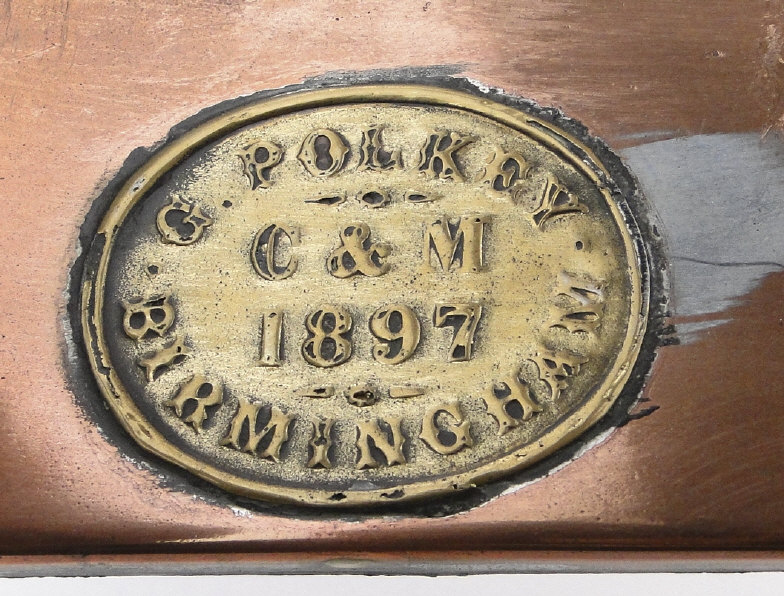 G. POLKEY
C & M
1897
BIRMINGHAM